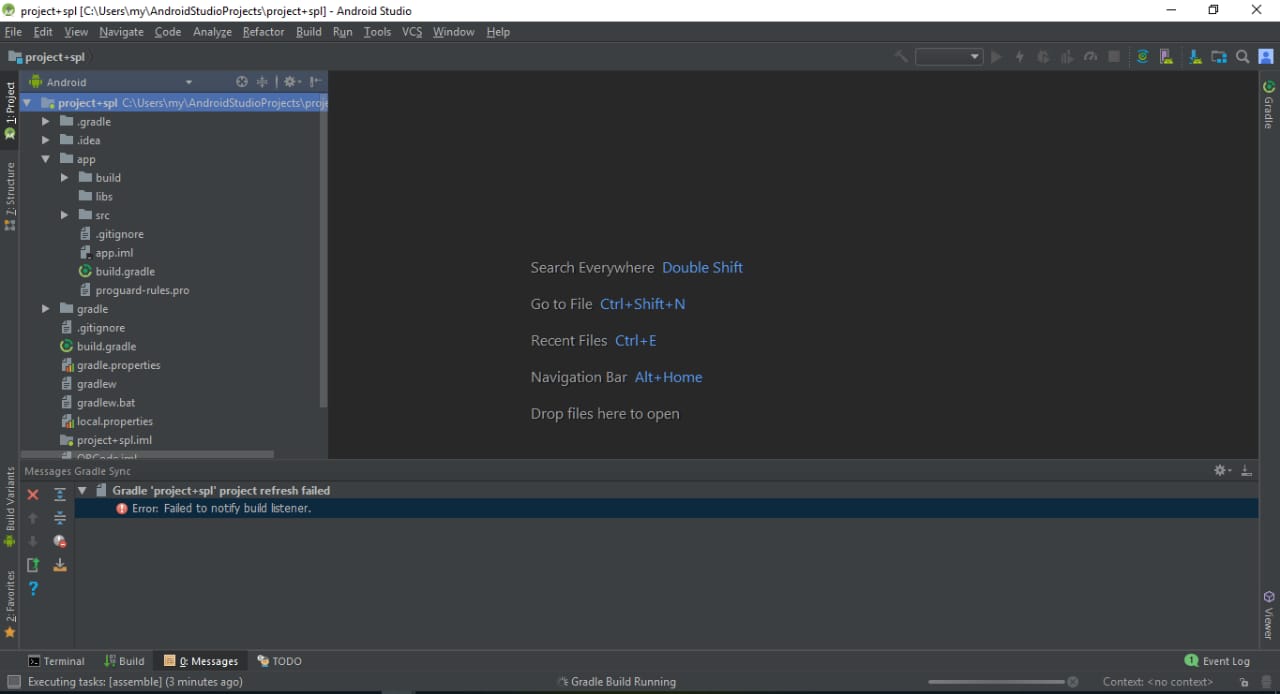 project+spl [C:\Users\my\AndroidStudioProjects\project+spl] - Android Studio
File Edit View Navigate Code Analyze Refactor Build Run Tools VCS Window Help
project+spl
Android
1: Project
7: Structure
Build Variants
2: Favorites
project+spl C:\Users\my\AndroidStudioProjects\proje
.gradle
.idea
app
build
libs
src
.gitignore
app.iml
build.gradle
proguard-rules.pro
gradle
.gitignore
build.gradle
gradle.properties
gradlew
gradlew.bat
local.properties
project+spl.iml
QRCode.iml
Search Everywhere Double Shift
Go to File Ctrl+Shift+N
Recent Files Ctrl+E
Navigation Bar Alt+Home
Drop files here to open
Gradle
Viewer
Messages Gradle Sync
Gradle 'project+spl' project refresh failed
Error: Failed to notify build listener.
Terminal Build 0: Messages TODO 1 Event Log
Executing tasks: [assemble] (3 minutes ago) Gradle Build Running Context: <no context>